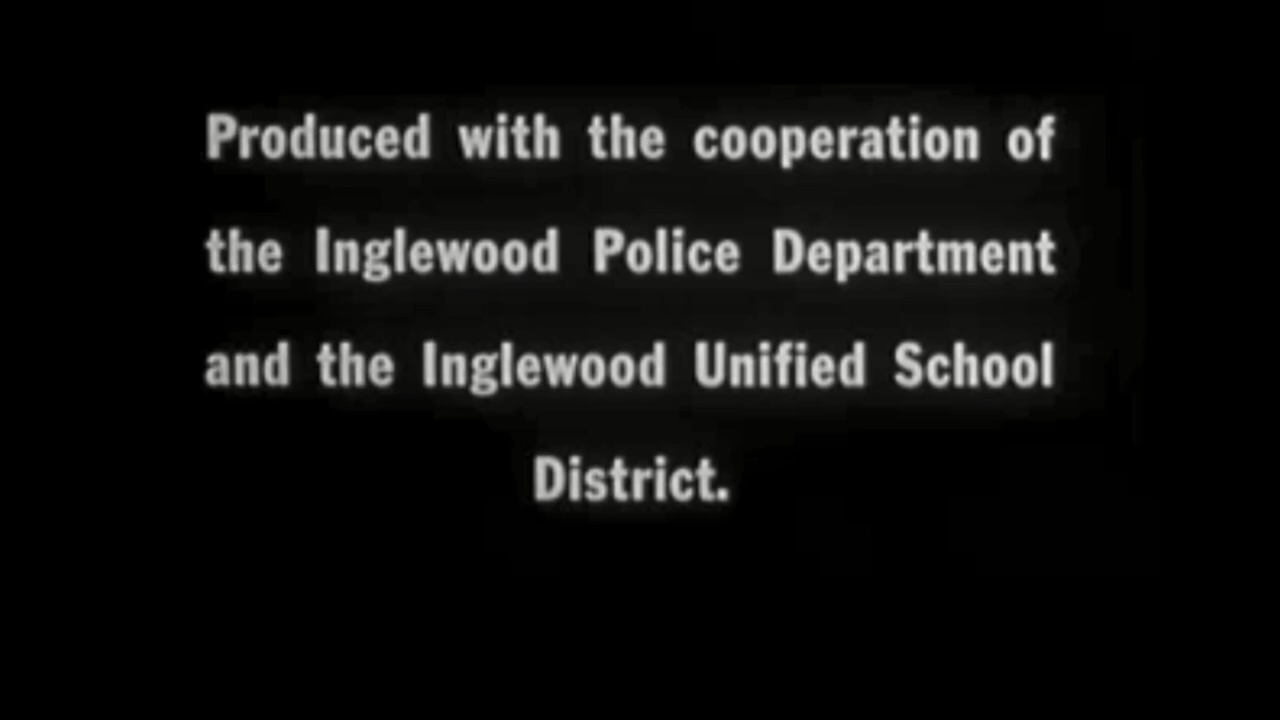 Produced with the cooperation of
the Inglewood Police Department
and the Inglewood Unified School
District.